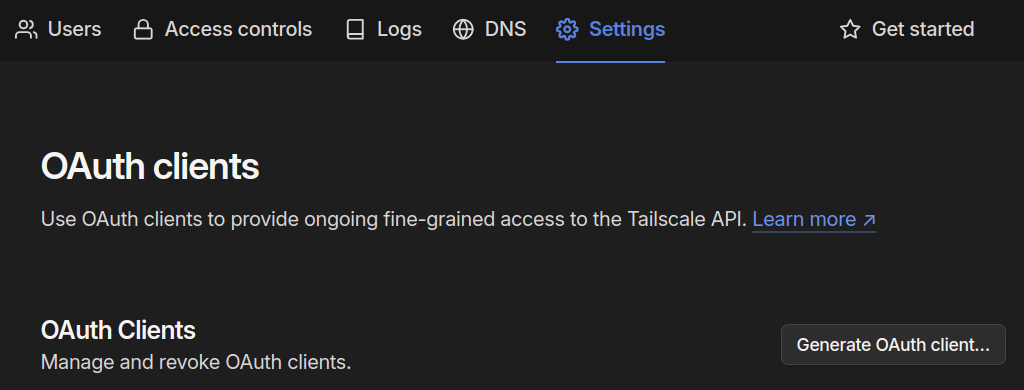 Users Access controls Logs DNS Settings Get started
OAuth clients
Use OAuth clients to provide ongoing fine-grained access to the Tailscale API. Learn more ↗
OAuth Clients
Manage and revoke OAuth clients.
Generate OAuth client...